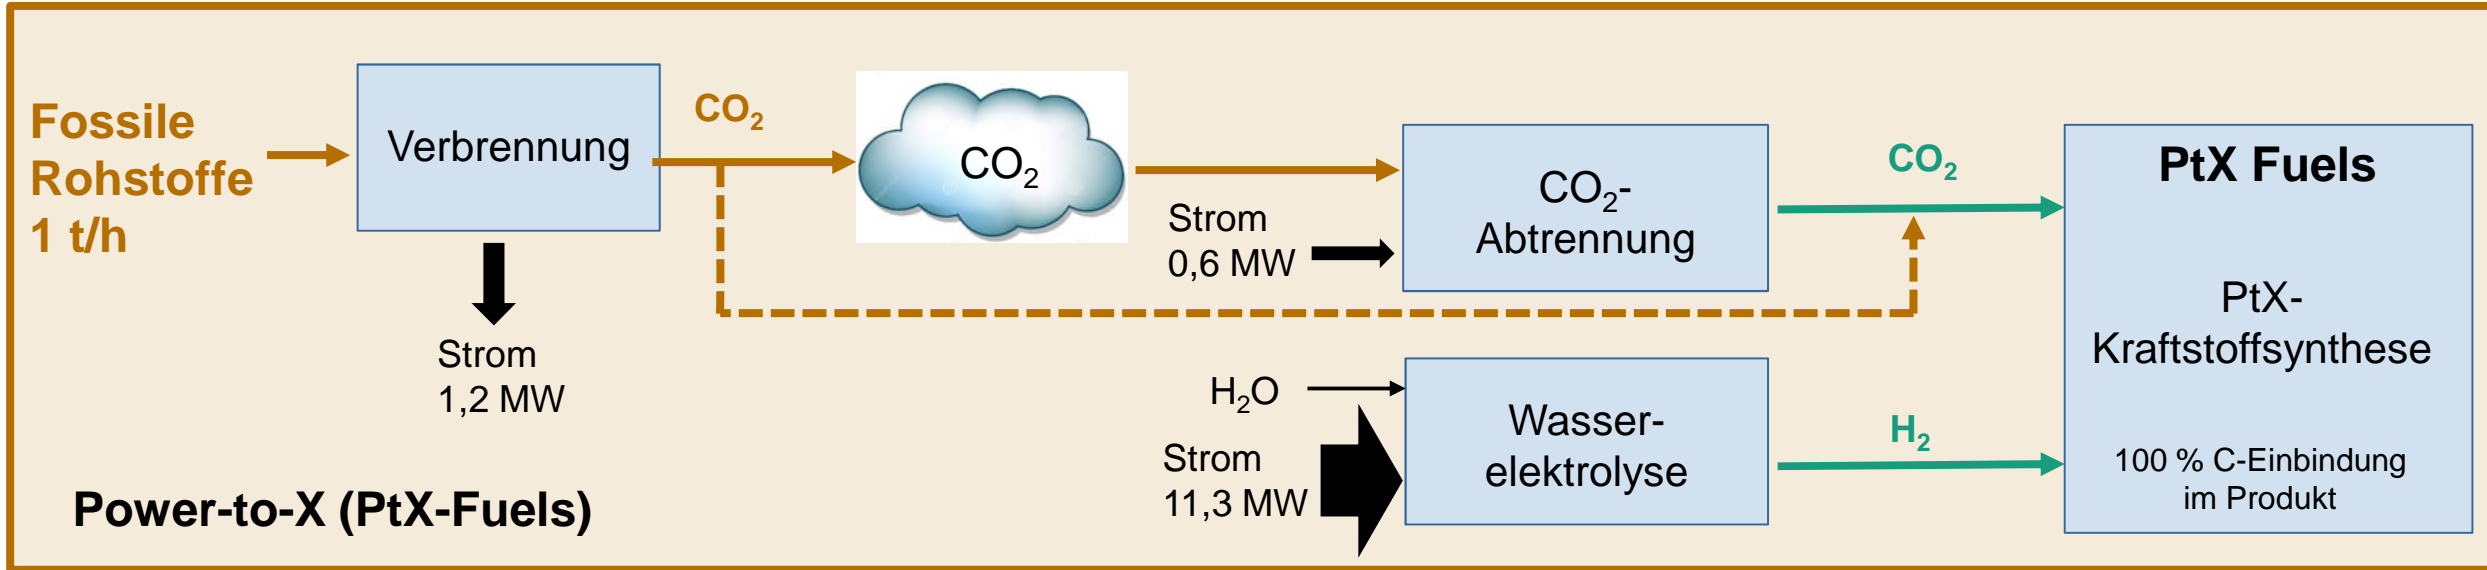 Fossile
Rohstoffe
1 t/h
Verbrennung
Strom
1,2 MW
CO₂
CO₂
Strom
0,6 MW
CO₂-
Abtrennung
CO₂
H₂O
Strom
11,3 MW
Wasser-
elektrolyse
H₂
PtX Fuels
PtX-
Kraftstoffsynthese
100 % C-Einbindung
im Produkt
Power-to-X (PtX-Fuels)